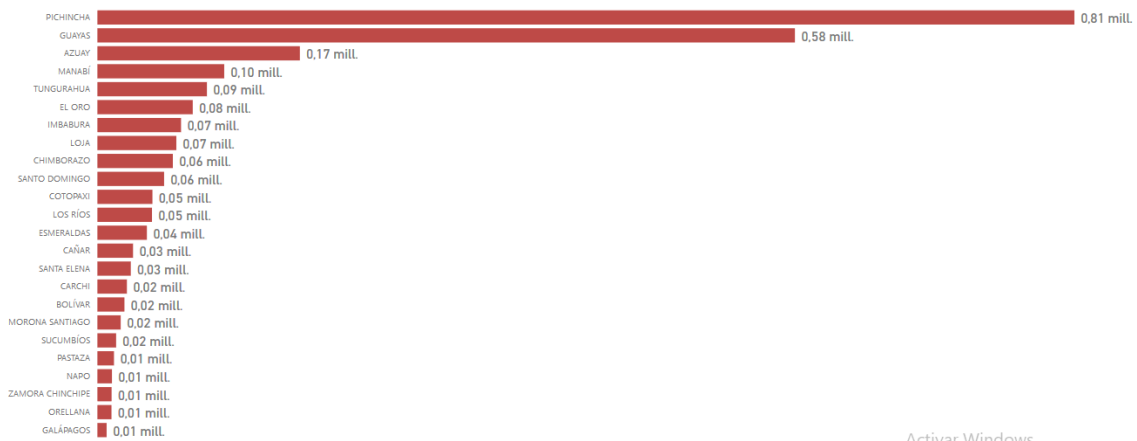 PICHINCHA 0,81 mill.
GUAYAS 0,58 mill.
AZUAY 0,17 mill.
MANABÍ 0,10 mill.
TUNGURAHUA 0,09 mill.
EL ORO 0,08 mill.
IMBABURA 0,07 mill.
LOJA 0,07 mill.
CHIMBORAZO 0,06 mill.
SANTO DOMINGO 0,06 mill.
COTOPAXI 0,05 mill.
LOS RÍOS 0,05 mill.
ESMERALDAS 0,04 mill.
CAÑAR 0,03 mill.
SANTA ELENA 0,03 mill.
CARCHI 0,02 mill.
BOLÍVAR 0,02 mill.
MORONA SANTIAGO 0,02 mill.
SUCUMBÍOS 0,02 mill.
PASTAZA 0,01 mill.
NAPO 0,01 mill.
ZAMORA CHINCHIPE 0,01 mill.
ORELLANA 0,01 mill.
GALÁPAGOS 0,01 mill.
Activar Windows